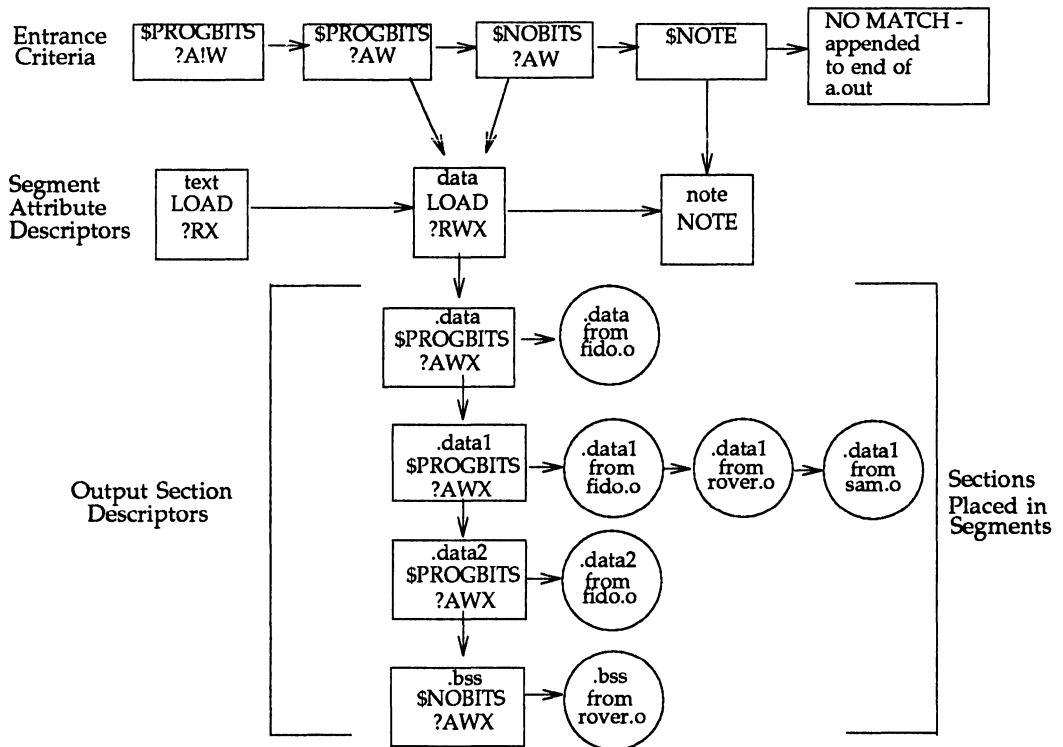 Entrance
Criteria
$PROGBITS
?A!W
$PROGBITS
?AW
$NOBITS
?AW
$NOTE
NO MATCH -
appended
to end of
a.out
Segment
Attribute
Descriptors
text
LOAD
?RX
data
LOAD
?RWX
note
NOTE
.data
$PROGBITS
?AWX
.data
from
fido.o
.data1
$PROGBITS
?AWX
.data1
from
fido.o
.data1
from
rover.o
.data1
from
sam.o
Output Section
Descriptors
Sections
Placed in
Segments
.data2
$PROGBITS
?AWX
.data2
from
fido.o
.bss
$NOBITS
?AWX
.bss
from
rover.o